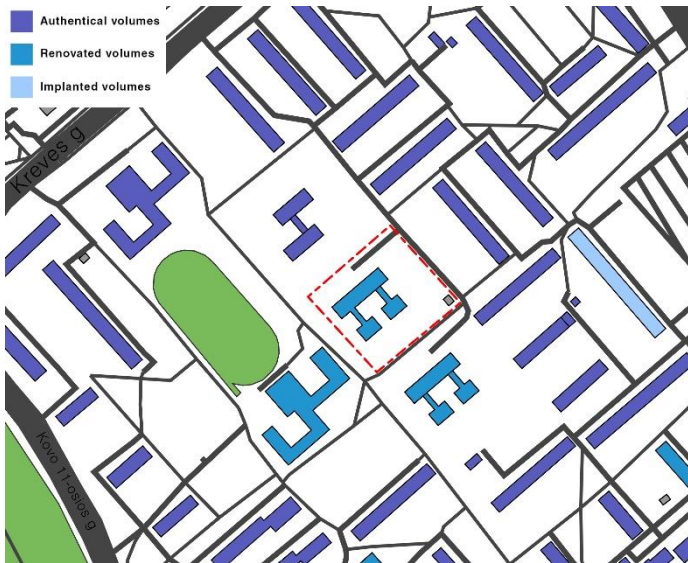 Authentical volumes
Renovated volumes
Implanted volumes
Kreves g
Kovo 11-osios g